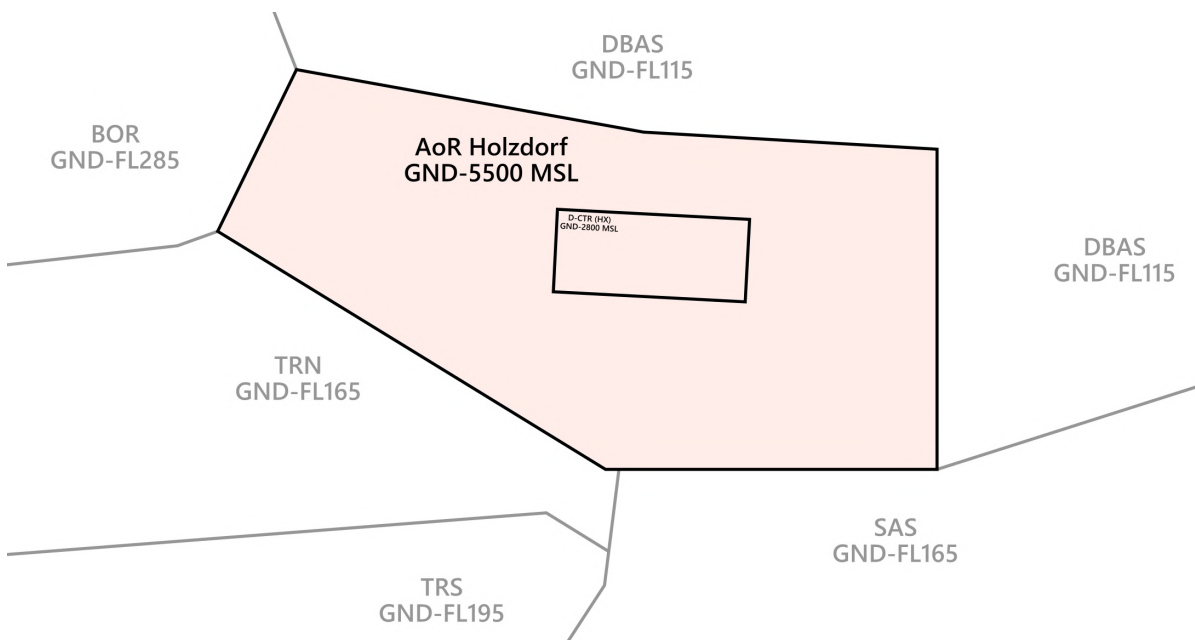 DBAS
GND-FL115
BOR
GND-FL285
AoR Holzdorf
GND-5500 MSL
D-CTR (HX)
GND-2800 MSL
DBAS
GND-FL115
TRN
GND-FL165
SAS
GND-FL165
TRS
GND-FL195